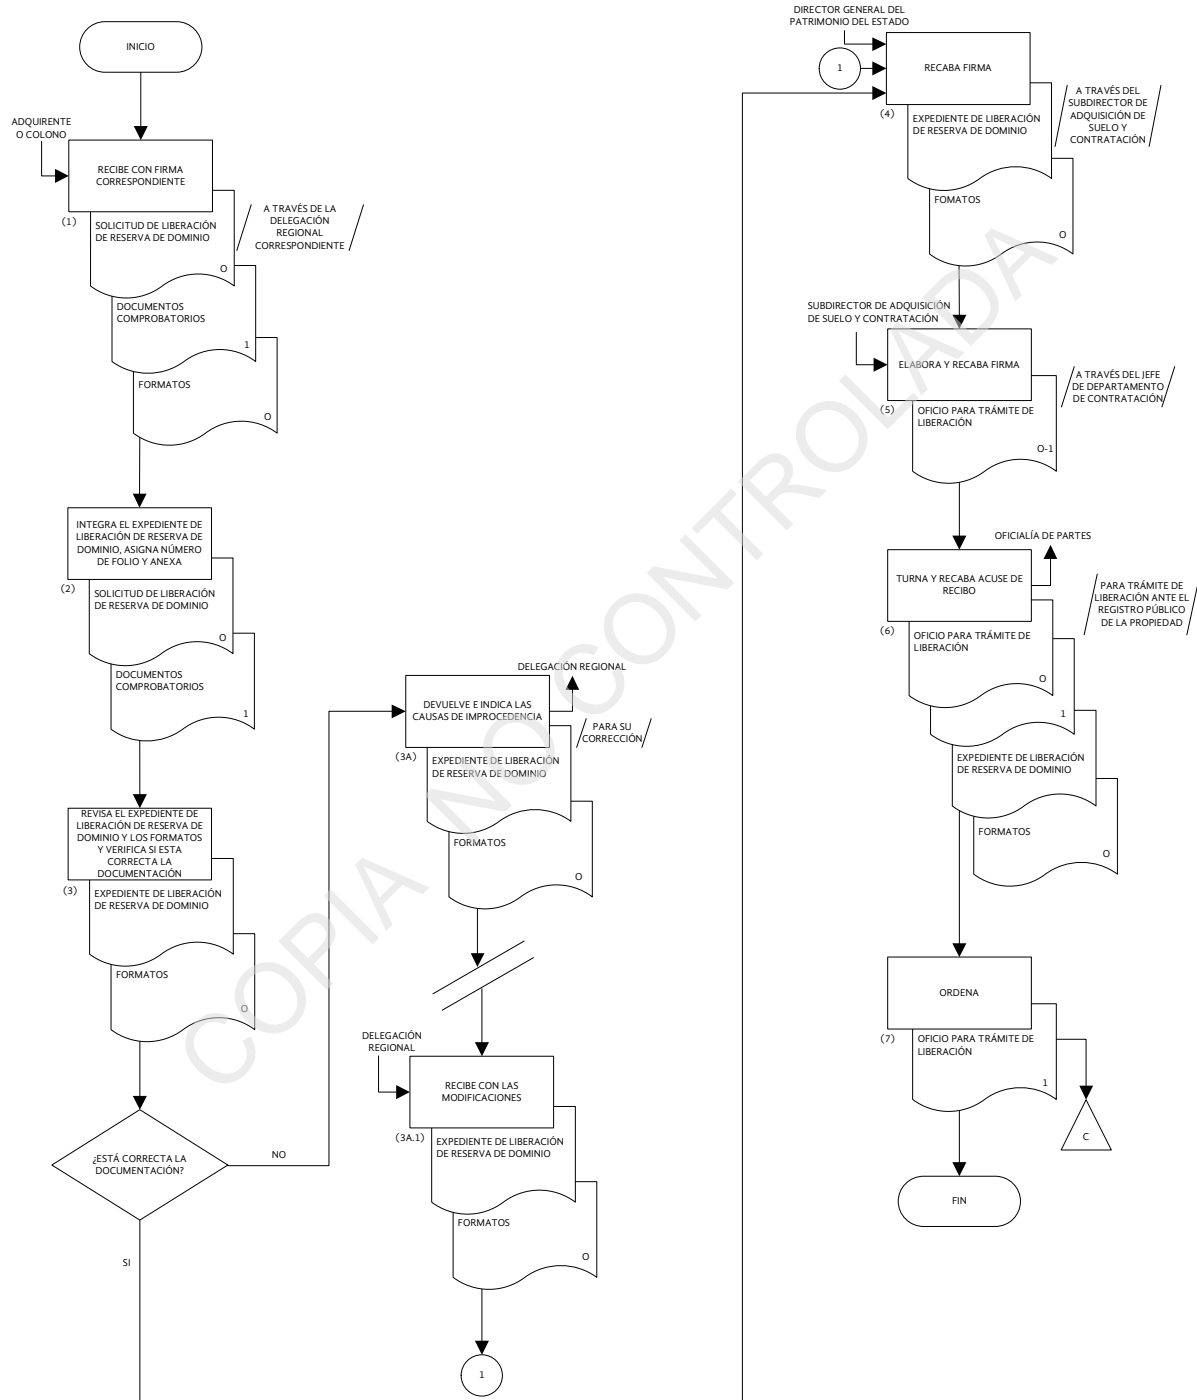 INICIO
ADQUIRENTE
O COLONO
RECIBE CON FIRMA
CORRESPONDIENTE
(1)
SOLICITUD DE LIBERACIÓN
DE RESERVA DE DOMINIO
O
A TRAVÉS DE LA
DELEGACIÓN
REGIONAL
CORRESPONDIENTE
DOCUMENTOS
COMPROBATORIOS
1
FORMATOS
O
INTEGRA EL EXPEDIENTE DE
LIBERACIÓN DE RESERVA DE
DOMINIO, ASIGNA NÚMERO
DE FOLIO Y ANEXA
(2)
SOLICITUD DE LIBERACIÓN
DE RESERVA DE DOMINIO
O
DOCUMENTOS
COMPROBATORIOS
1
REVISA EL EXPEDIENTE DE
LIBERACIÓN DE RESERVA DE
DOMINIO Y LOS FORMATOS
Y VERIFICA SI ESTA
CORRECTA LA
DOCUMENTACIÓN
(3)
EXPEDIENTE DE LIBERACIÓN
DE RESERVA DE DOMINIO
FORMATOS
O
¿ESTÁ CORRECTA LA
DOCUMENTACIÓN?
NO
SI
DELEGACIÓN REGIONAL
DEVUELVE E INDICA LAS
CAUSAS DE IMPROCEDENCIA
PARA SU
CORRECCIÓN
(3A)
EXPEDIENTE DE LIBERACIÓN
DE RESERVA DE DOMINIO
FORMATOS
O
DELEGACIÓN
REGIONAL
RECIBE CON LAS
MODIFICACIONES
(3A.1)
EXPEDIENTE DE LIBERACIÓN
DE RESERVA DE DOMINIO
FORMATOS
O
1
DIRECTOR GENERAL DEL
PATRIMONIO DEL ESTADO
1
RECABA FIRMA
(4)
EXPEDIENTE DE LIBERACIÓN
DE RESERVA DE DOMINIO
A TRAVÉS DEL
SUBDIRECTOR DE
ADQUISICIÓN DE
SUELO Y
CONTRATACIÓN
FOMATOS
O
SUBDIRECTOR DE ADQUISICIÓN
DE SUELO Y CONTRATACIÓN
ELABORA Y RECABA FIRMA
A TRAVÉS DEL JEFE
DE DEPARTAMENTO
DE CONTRATACIÓN
(5)
OFICIO PARA TRÁMITE DE
LIBERACIÓN
O-1
OFICIALÍA DE PARTES
TURNA Y RECABA ACUSE DE
RECIBO
PARA TRÁMITE DE
LIBERACIÓN ANTE EL
REGISTRO PÚBLICO
DE LA PROPIEDAD
(6)
OFICIO PARA TRÁMITE DE
LIBERACIÓN
O
1
EXPEDIENTE DE LIBERACIÓN
DE RESERVA DE DOMINIO
FORMATOS
O
ORDENA
(7)
OFICIO PARA TRÁMITE DE
LIBERACIÓN
1
C
FIN
COPIA NO CONTROLADA